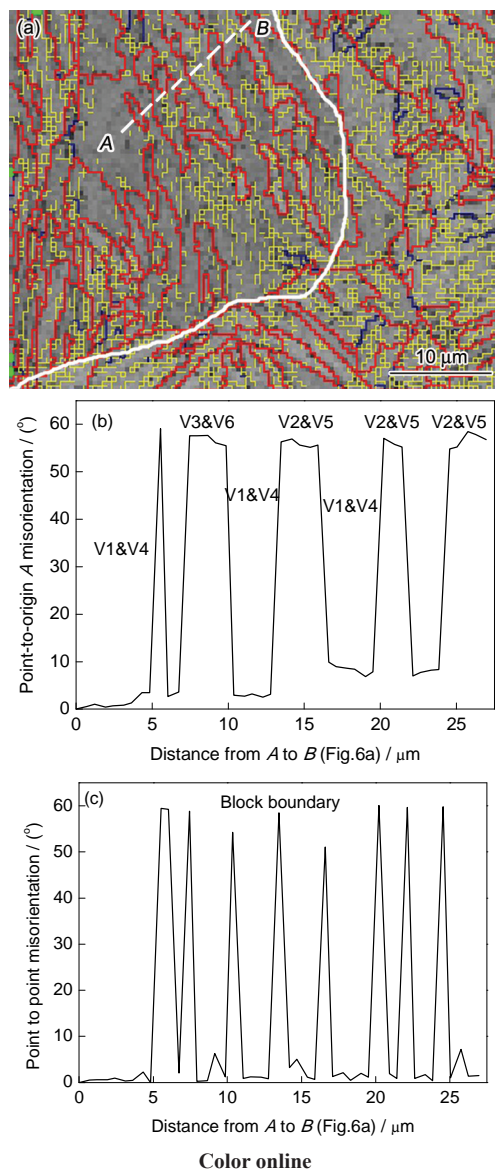 (a)
B
A
10 μm
(b)
V3&V6
V2&V5
V2&V5
V2&V5
V1&V4
V1&V4
V1&V4
60
50
40
30
20
10
0
Point-to-origin A misorientation / (°)
0
5
10
15
20
25
Distance from A to B (Fig.6a) / μm
(c)
Block boundary
60
50
40
30
20
10
0
Point to point misorientation / (°)
0
5
10
15
20
25
Distance from A to B (Fig.6a) / μm
Color online